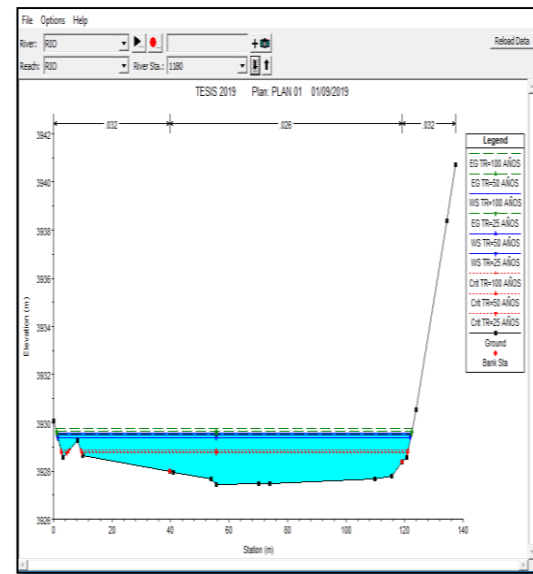 File Options Help
River: RIO
Reload Data
Reach: RIO River Sta.: 1180
TESIS 2019 Plan: PLAN 01 01/09/2019
.032 .026 .032
Legend
EG TR=100 AÑOS
EG TR=50 AÑOS
WS TR=100 AÑOS
EG TR=25 AÑOS
WS TR=50 AÑOS
WS TR=25 AÑOS
Crit TR=100 AÑOS
Crit TR=50 AÑOS
Crit TR=25 AÑOS
Ground
Bank Sta
3942
3940
3938
3936
3934
3932
3930
3928
3926
Elevation (m)
0 20 40 60 80 100 120 140
Station (m)